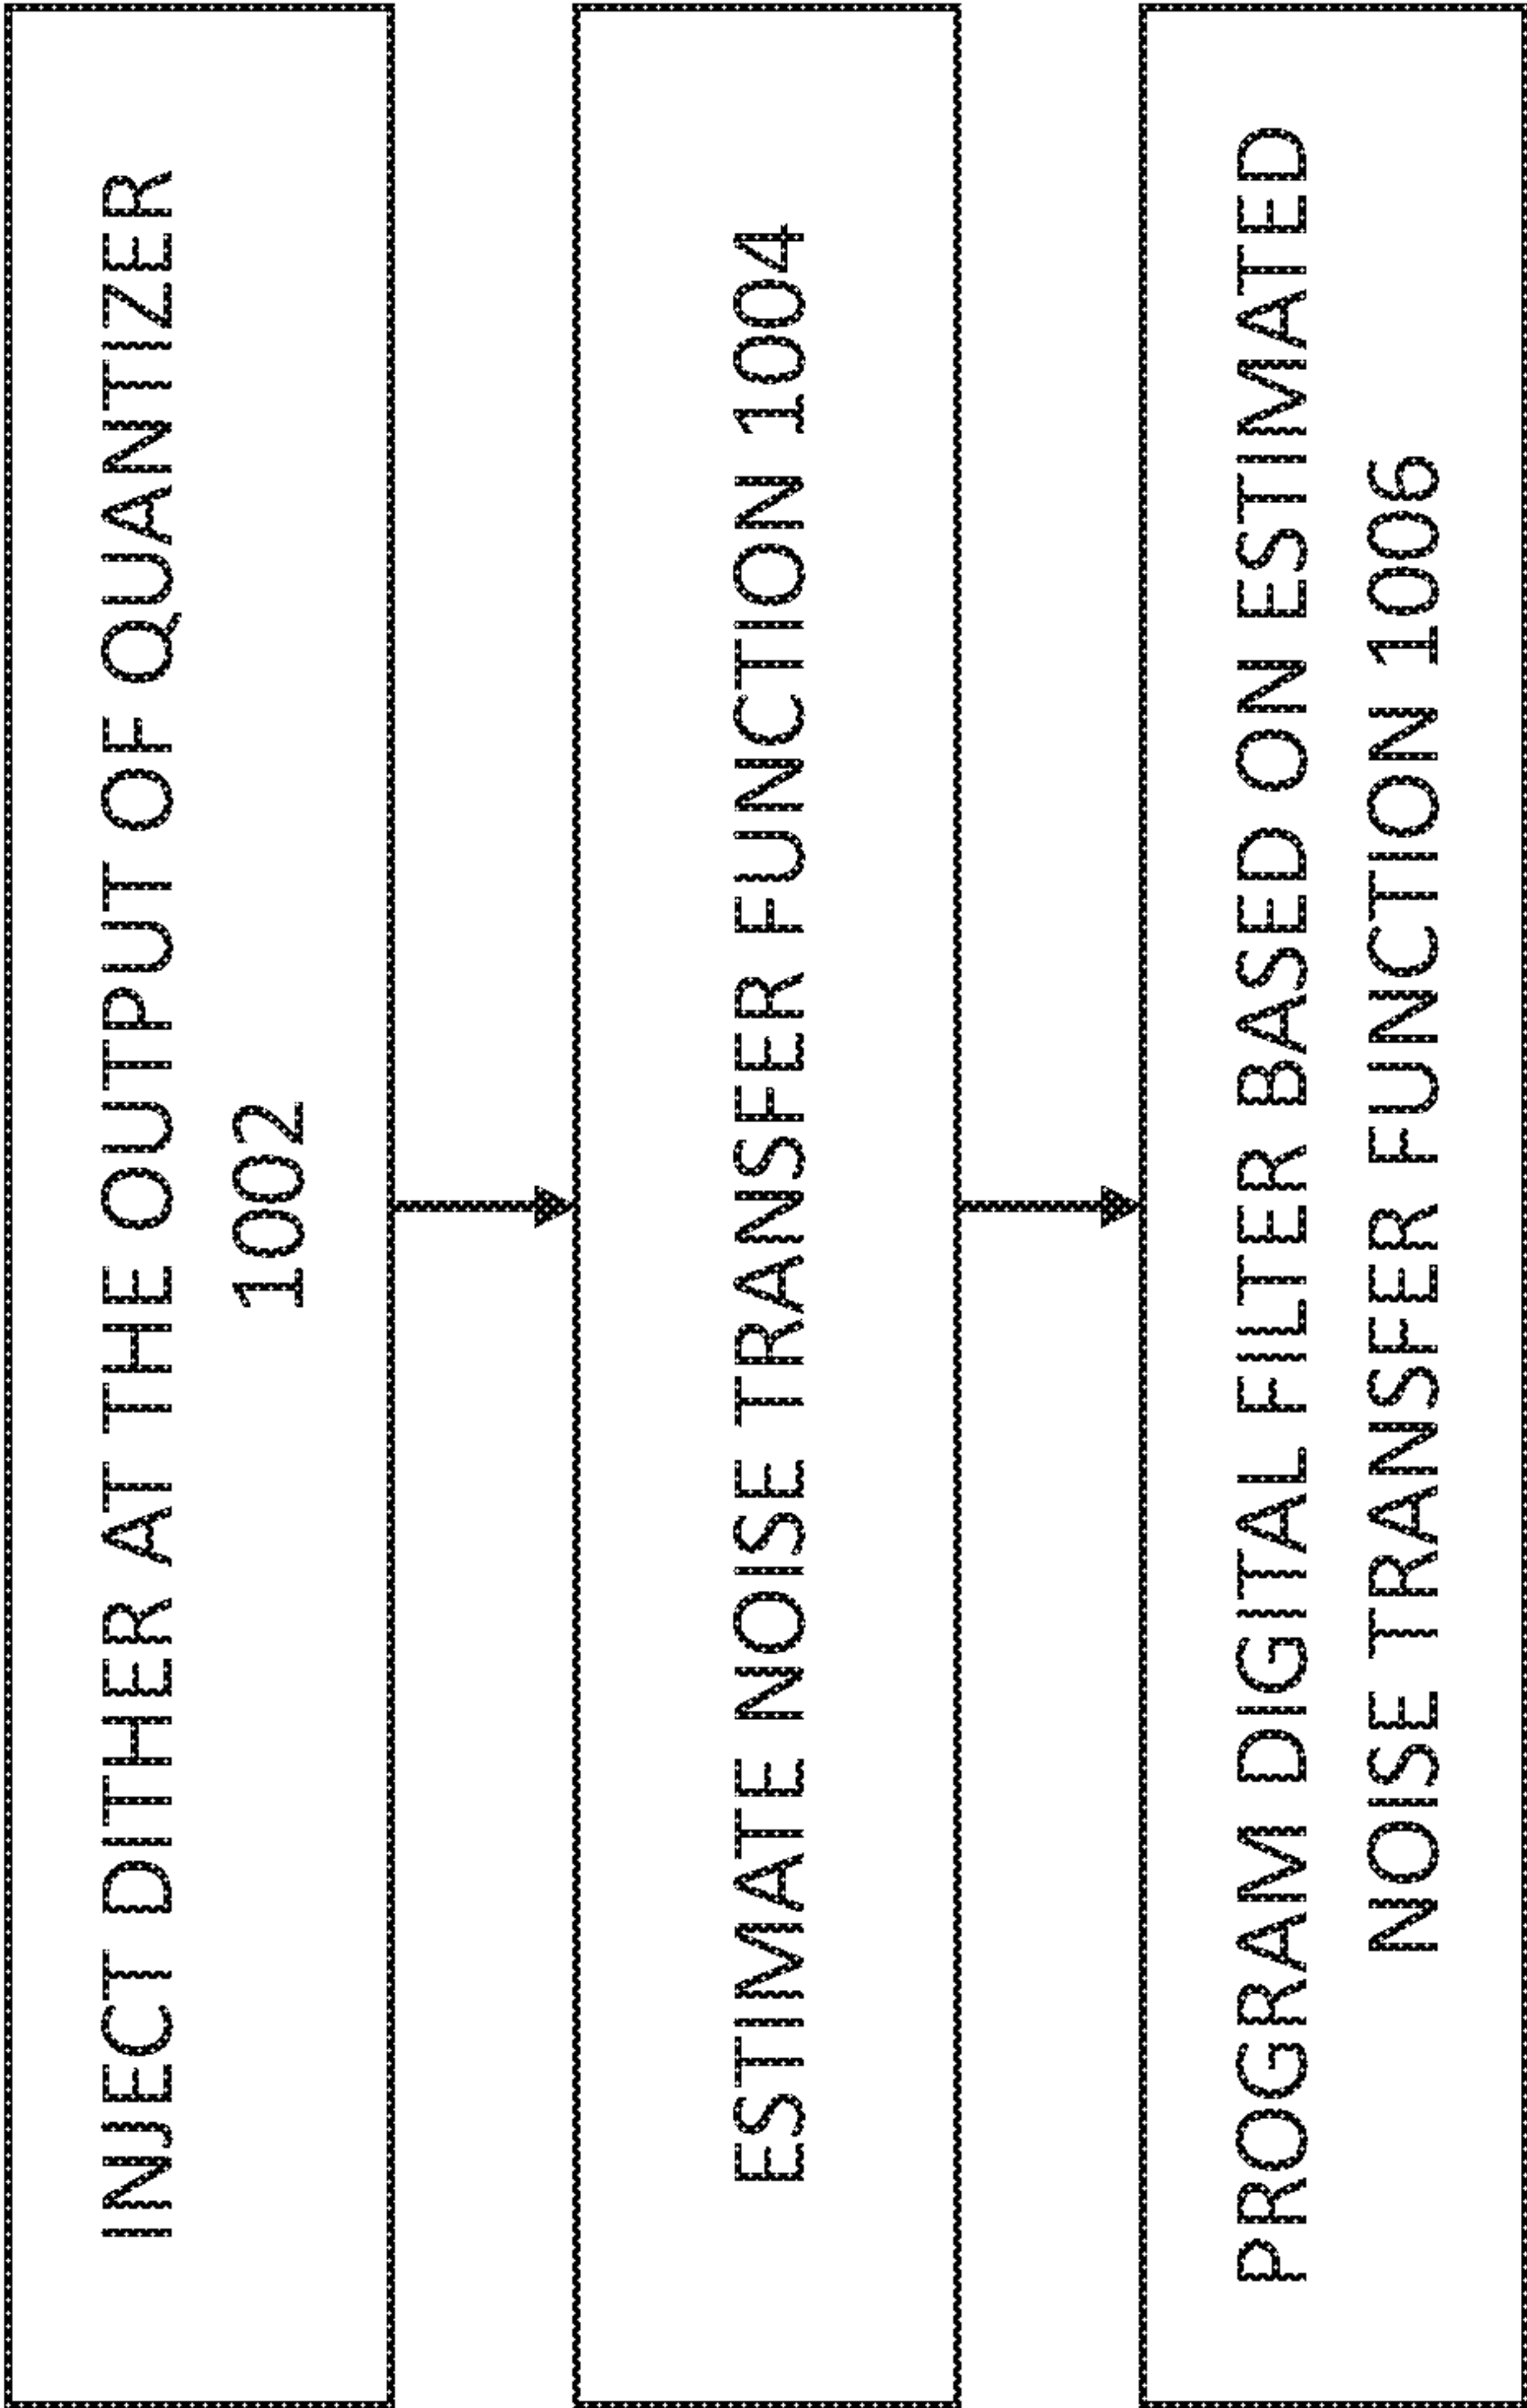 INJECT DITHER AT THE OUTPUT OF QUANTIZER
1002
ESTIMATE NOISE TRANSFER FUNCTION 1004
PROGRAM DIGITAL FILTER BASED ON ESTIMATED
NOISE TRANSFER FUNCTION 1006